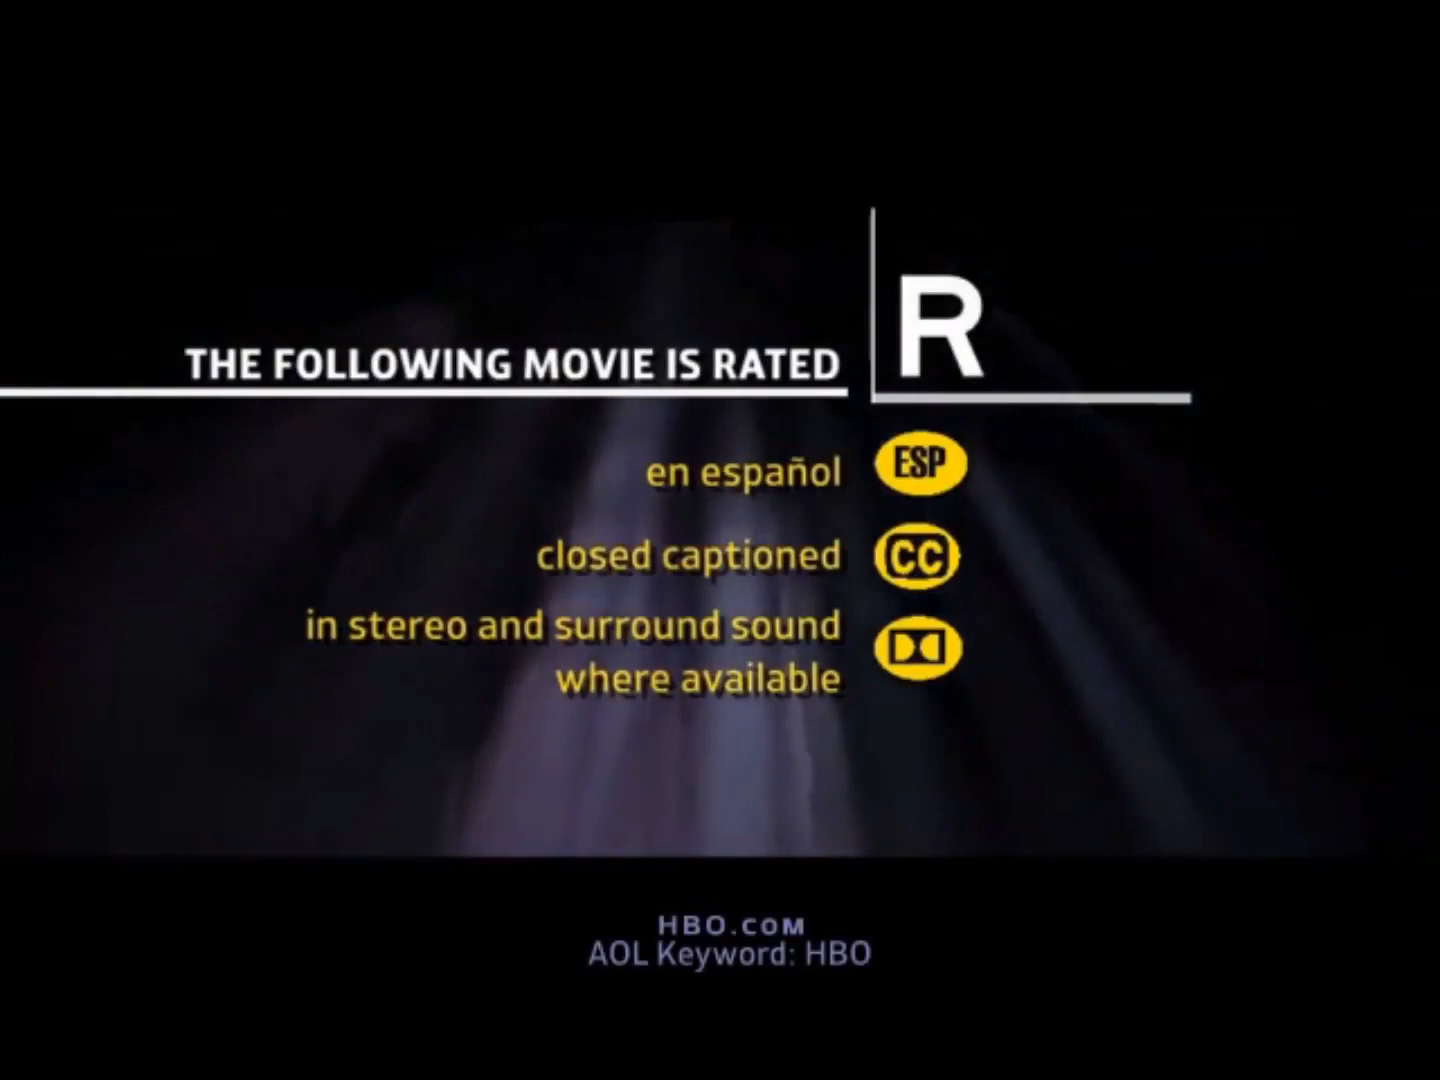 THE FOLLOWING MOVIE IS RATED R
en español ESP
closed captioned CC
in stereo and surround sound
where available
HBO.COM
AOL Keyword: HBO